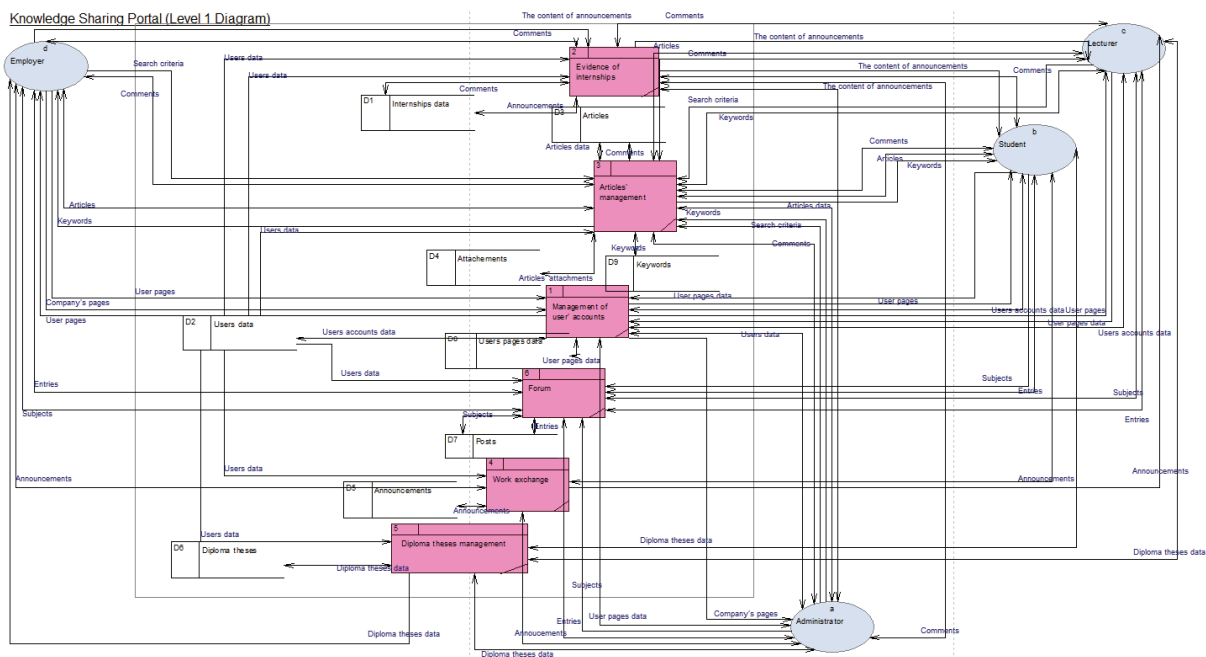 Knowledge Sharing Portal (Level 1 Diagram)
The content of announcements
Comments
c
Lecturer
Comments
The content of announcements
d
Employer
Articles
2
Evidence of
internships
Comments
Users data
Search criteria
The content of announcements
Comments
Users data
The content of announcements
Comments
Comments
D1
Internships data
Announcements
Search criteria
D3
Articles
Keywords
b
Student
Comments
Articles data
Comments
Articles
Keywords
3
Articles'
management
Articles
Articles data
Keywords
Keywords
Search criteria
Users data
Comments
Keywords
D4
Attachements
D9
Keywords
Articles' attachments
User pages
1
User pages data
Company's pages
User pages
Management of
user' accounts
Users accounts data
User pages
User pages
D2
Users data
User pages data
Users accounts data
Users accounts data
D8
Users pages data
Users data
User pages data
Users data
6
Forum
Subjects
Entries
Entries
Subjects
Subjects
Subjects
Entries
Entries
D7
Posts
4
Users data
Work exchange
Announcements
Announcements
Announcements
D5
Announcements
Announcements
5
Users data
Diploma theses management
Diploma theses data
D6
Diploma theses
Diploma theses data
Diploma theses data
Subjects
a
Administrator
Company's pages
User pages data
Entries
Annoucements
Comments
Diploma theses data
Diploma theses data